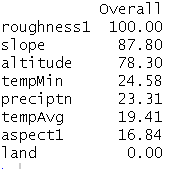 Overall
roughness1 100.00
slope 87.80
altitude 78.30
tempMin 24.58
preciptn 23.31
tempAvg 19.41
aspect1 16.84
land 0.00